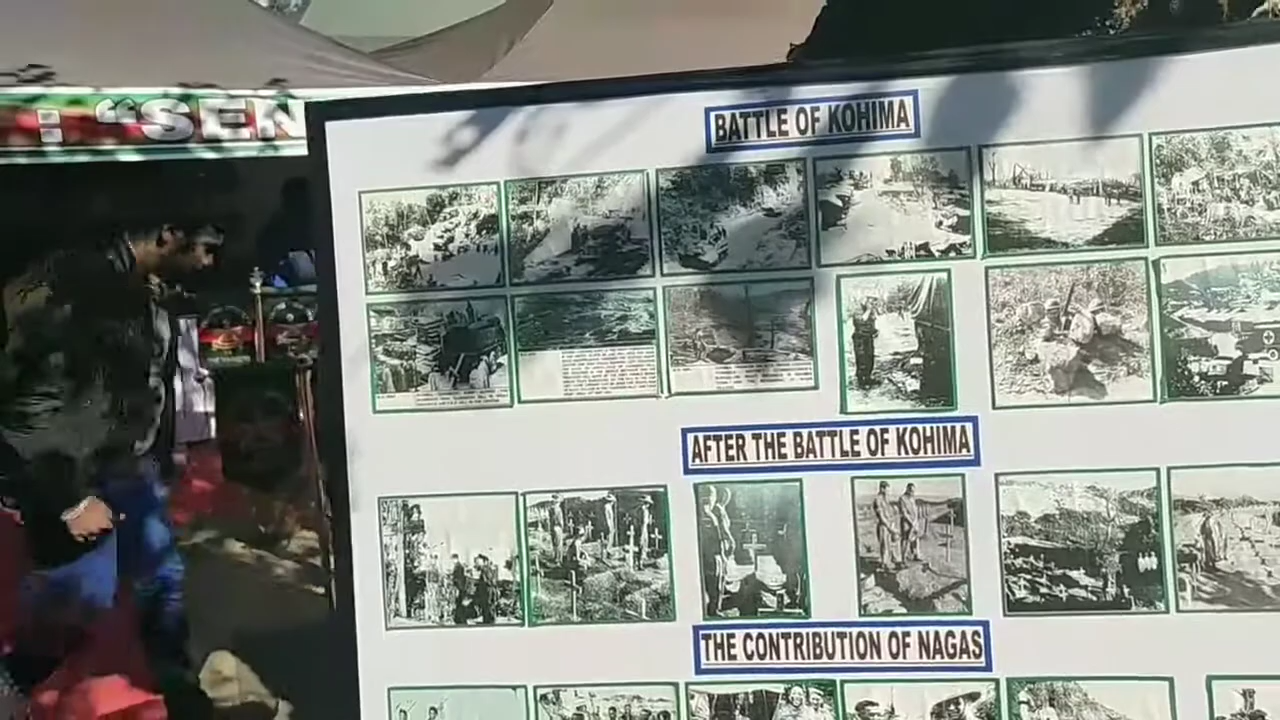 : “SEN
BATTLE OF KOHIMA
AFTER THE BATTLE OF KOHIMA
THE CONTRIBUTION OF NAGAS